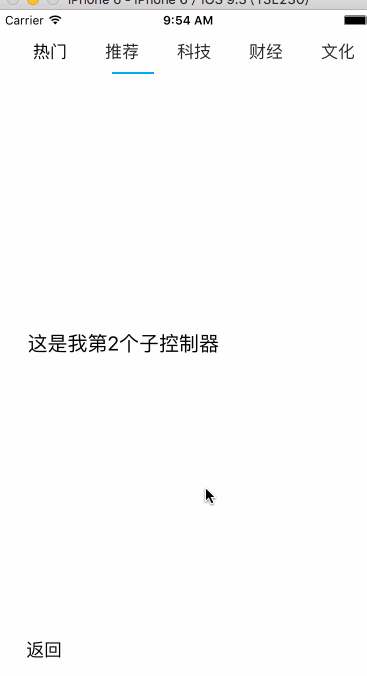 iPhone 6 - iPhone 6 / iOS 9.3 (13E230)
Carrier 9:54 AM
热门 推荐 科技 财经 文化
这是我第2个子控制器
返回